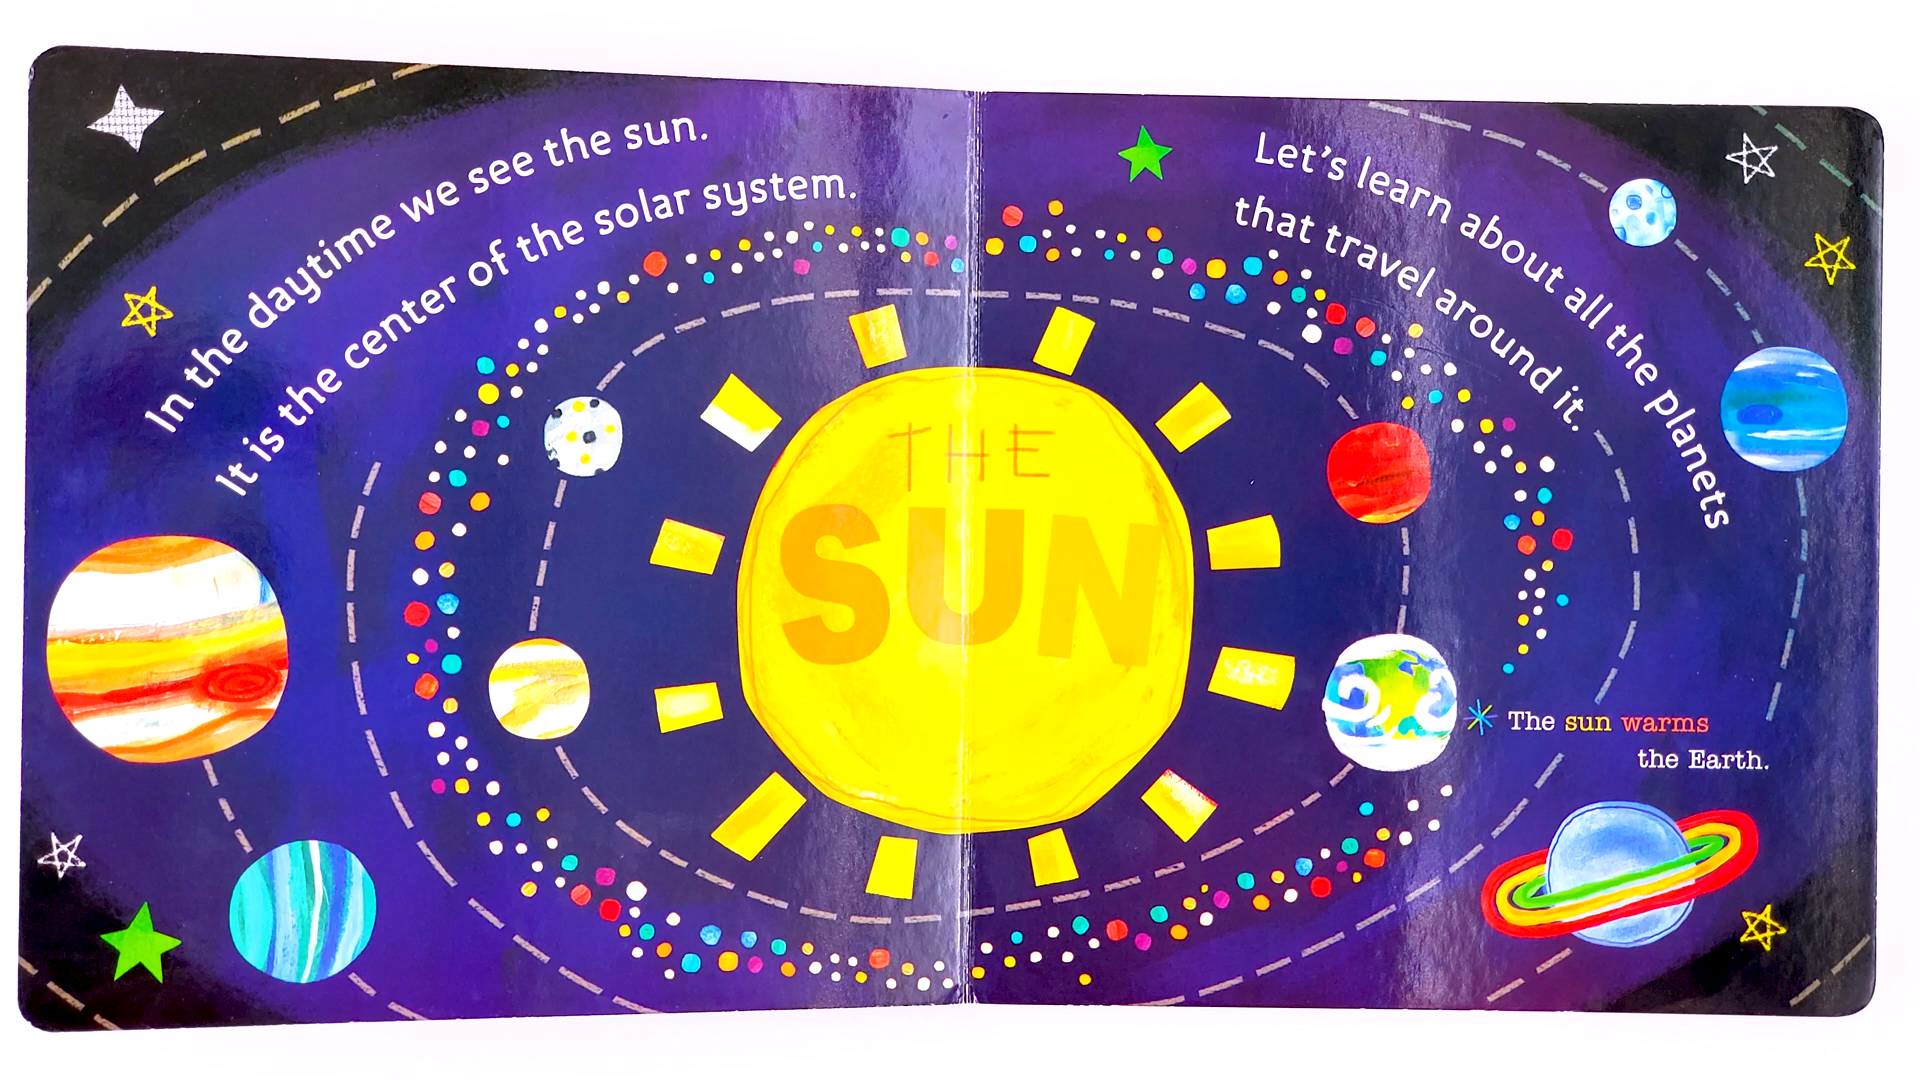 In the daytime we see the sun.
It is the center of the solar system.
THE
SUN
Let's learn about all the planets
that travel around it.
The sun warms
the Earth.